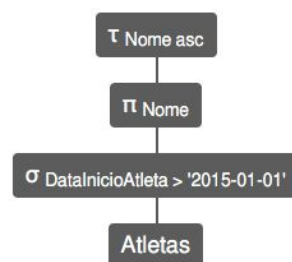 τ Nome asc
π Nome
σ DataInicioAtleta > '2015-01-01'
Atletas